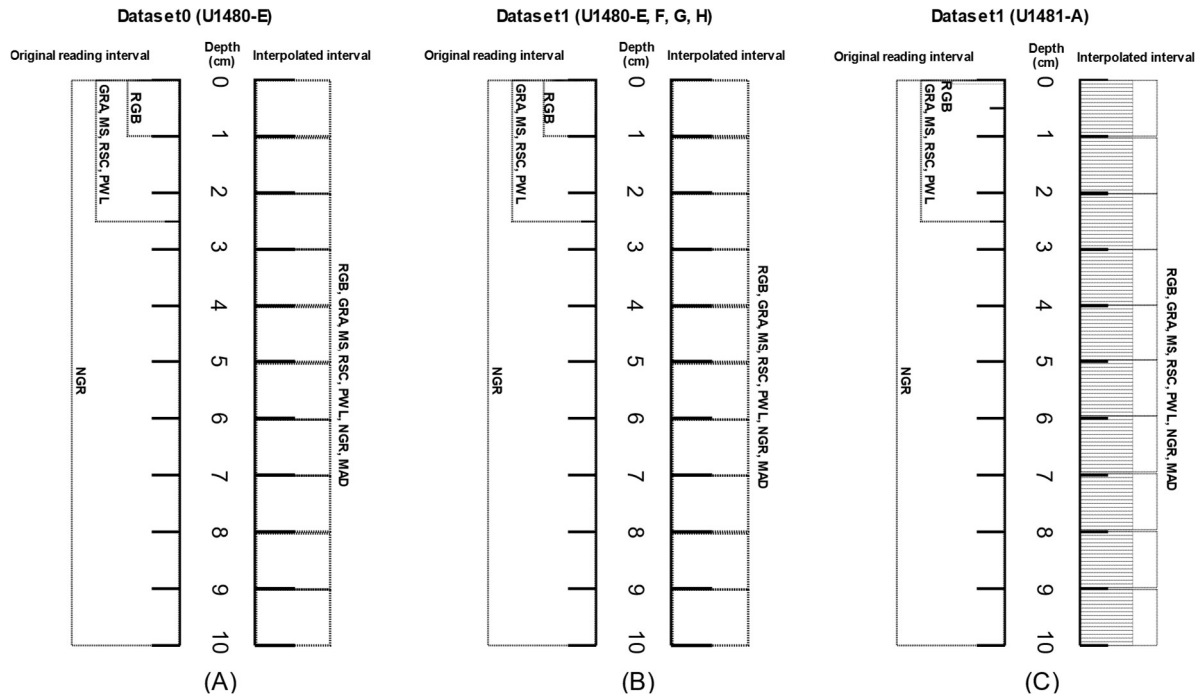 Dataset0 (U1480-E)
Original reading interval
Depth
(cm)
Interpolated interval
0
1
2
3
4
5
6
7
8
9
10
RGB
GRA, MS, RSC, PWL
NGR
RGB, GRA, MS, RSC, PWL, NGR, MAD
(A)
Dataset1 (U1480-E, F, G, H)
Original reading interval
Depth
(cm)
Interpolated interval
0
1
2
3
4
5
6
7
8
9
10
RGB
GRA, MS, RSC, PWL
NGR
RGB, GRA, MS, RSC, PWL, NGR, MAD
(B)
Dataset1 (U1481-A)
Original reading interval
Depth
(cm)
Interpolated interval
0
1
2
3
4
5
6
7
8
9
10
RGB
GRA, MS, RSC, PWL
NGR
RGB, GRA, MS, RSC, PWL, NGR, MAD
(C)